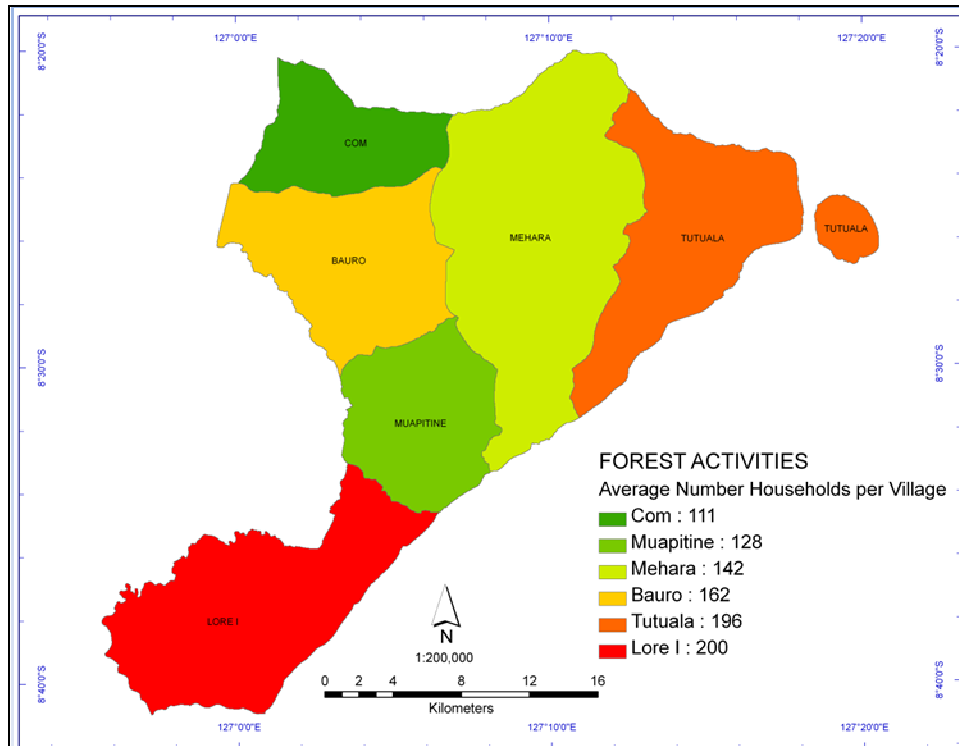 127°0'0"E 127°10'0"E 127°20'0"E
8°20'0"S 8°20'0"S
COM
MEHARA
TUTUALA
TUTUALA
BAURO
8°30'0"S 8°30'0"S
MUAPITINE
LORE I
FOREST ACTIVITIES
Average Number Households per Village
Com : 111
Muapitine : 128
Mehara : 142
Bauro : 162
Tutuala : 196
Lore I : 200
N
1:200,000
0 2 4 8 12 16
Kilometers
8°40'0"S 8°40'0"S
127°0'0"E 127°10'0"E 127°20'0"E